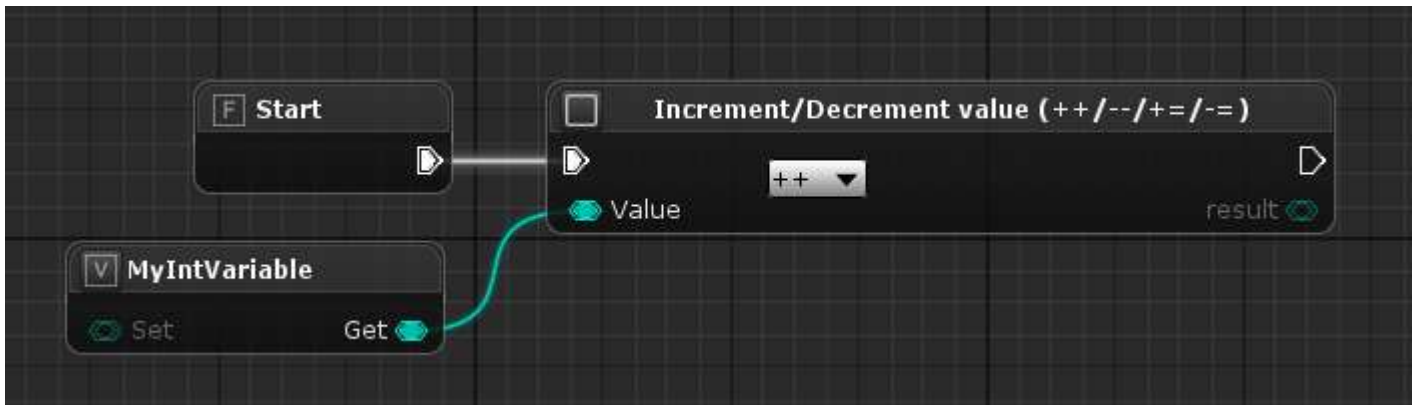 F Start
Increment/Decrement value (++/--/+=/-=)
++
Value
result
V MyIntVariable
Set
Get